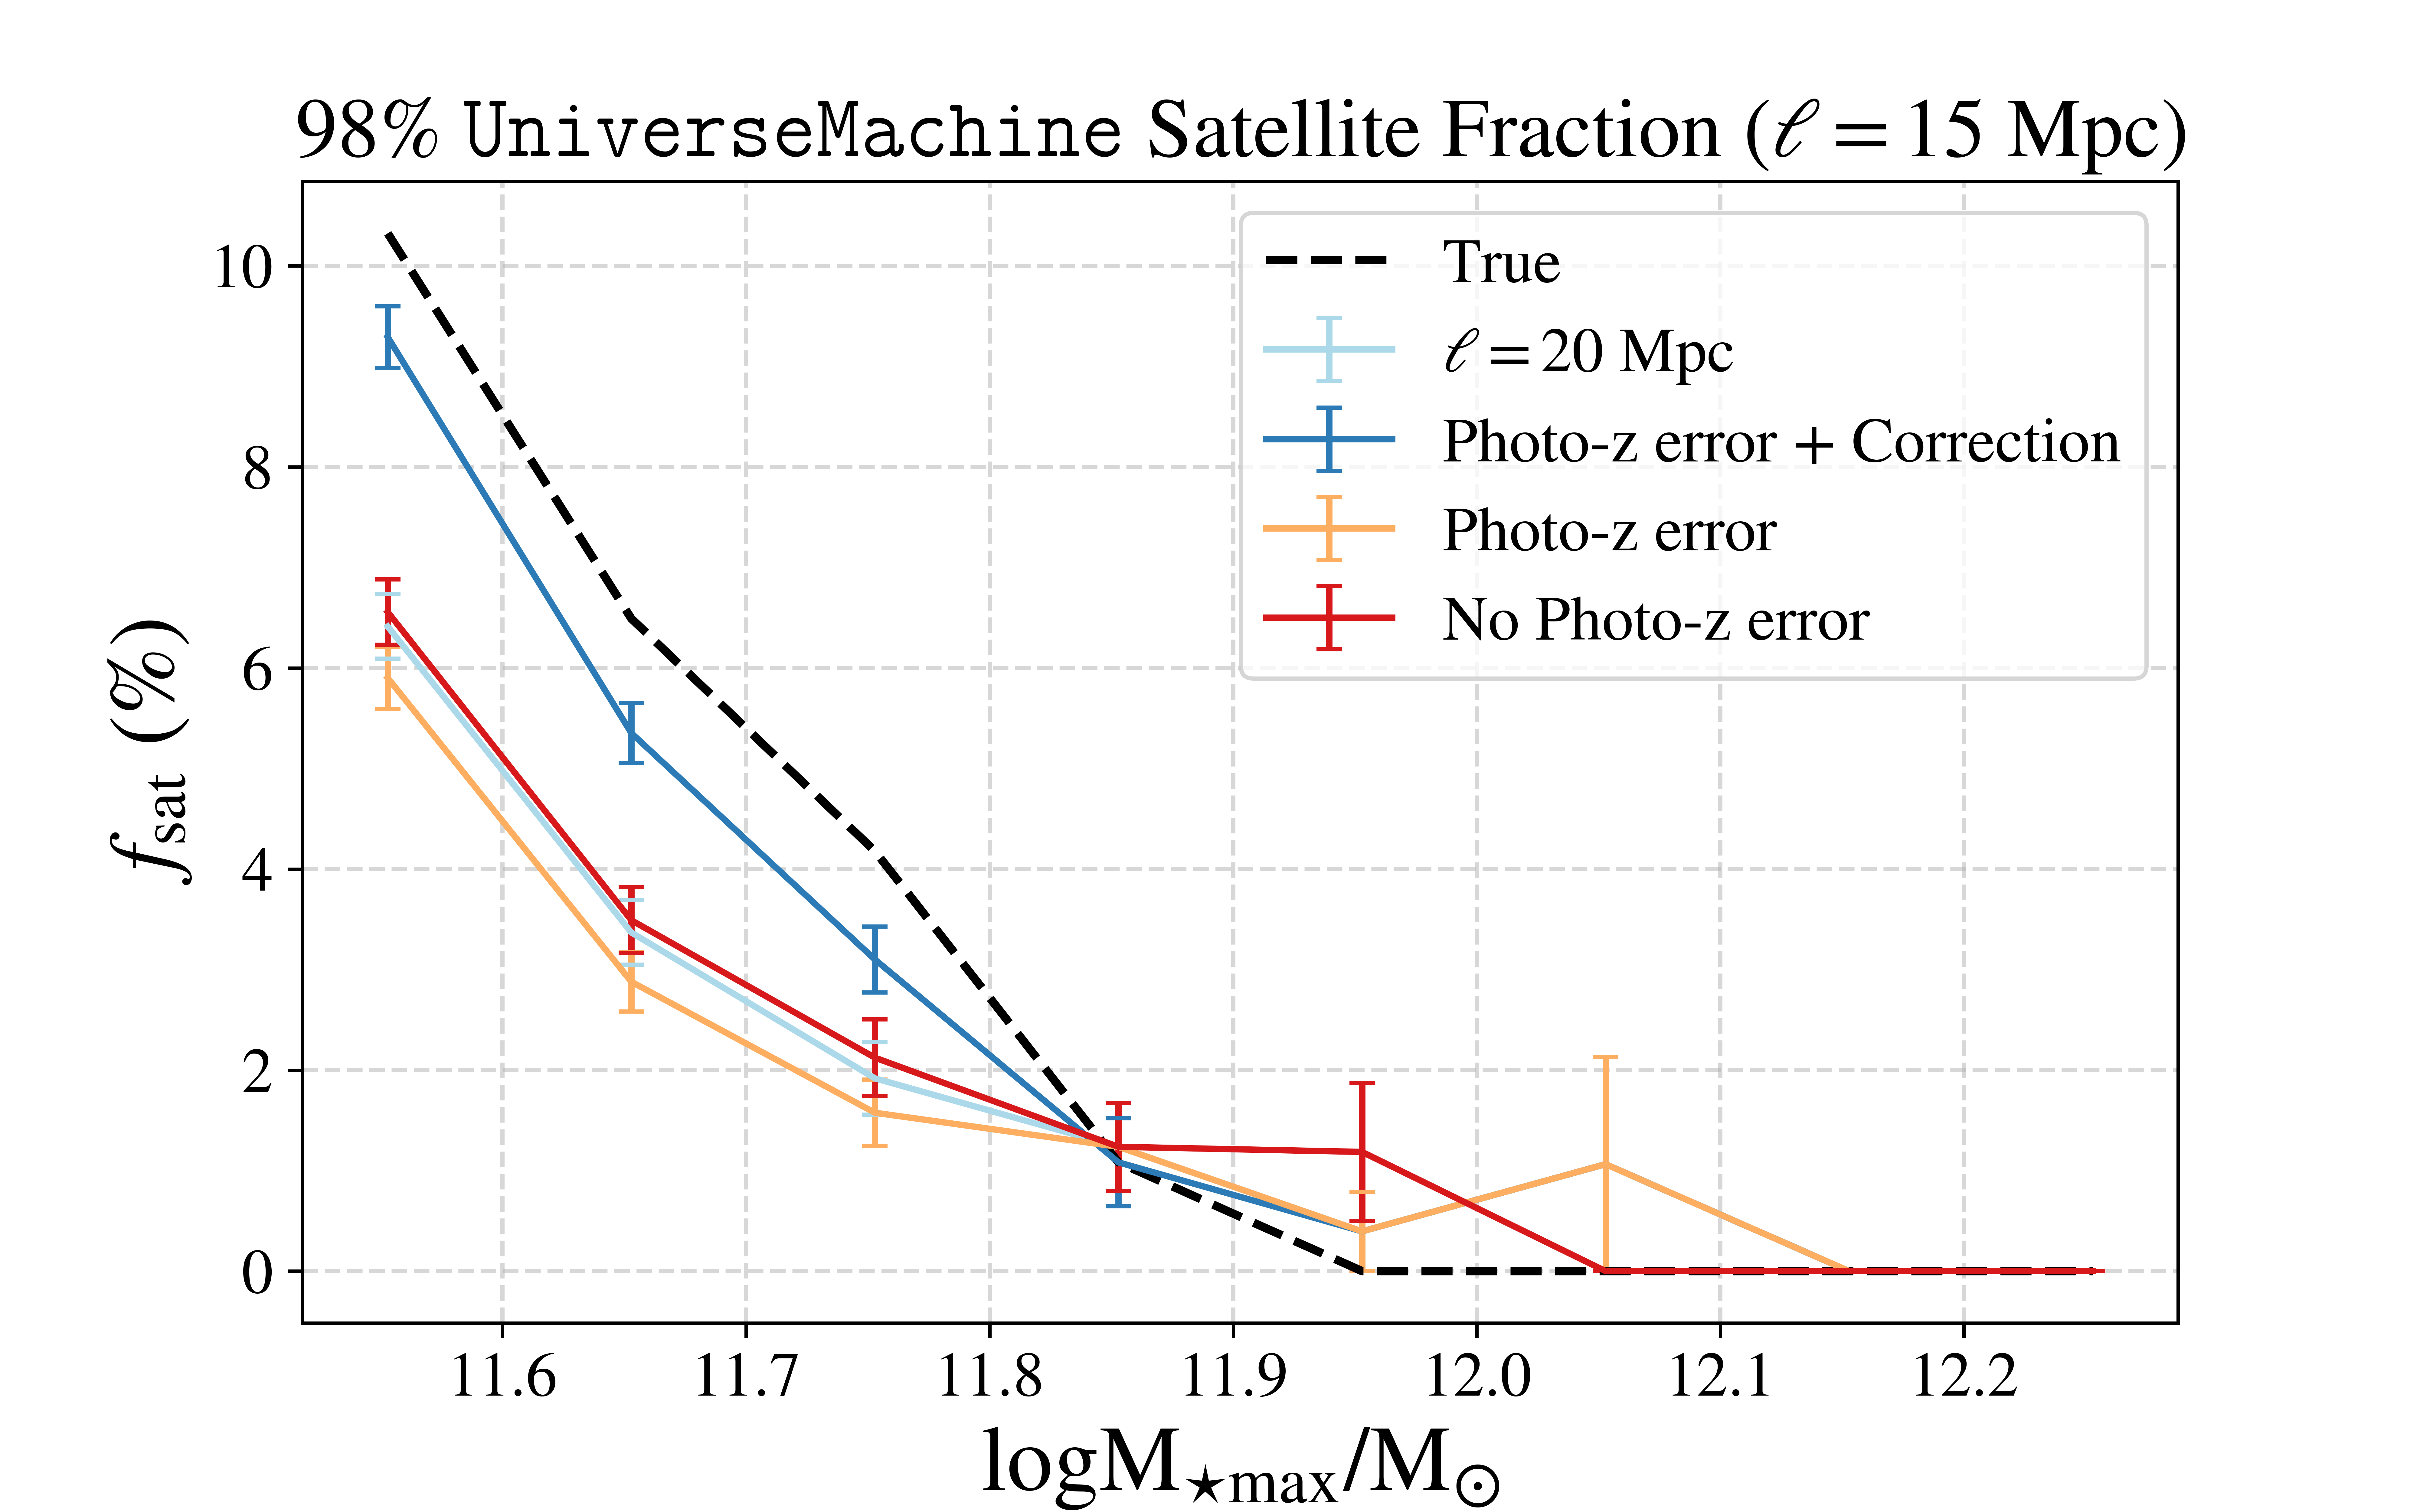 98% UniverseMachine Satellite Fraction (ℓ = 15 Mpc)
f_sat (%)
10
8
6
4
2
0
True
ℓ = 20 Mpc
Photo-z error + Correction
Photo-z error
No Photo-z error
11.6 11.7 11.8 11.9 12.0 12.1 12.2
logM★max/M⊙